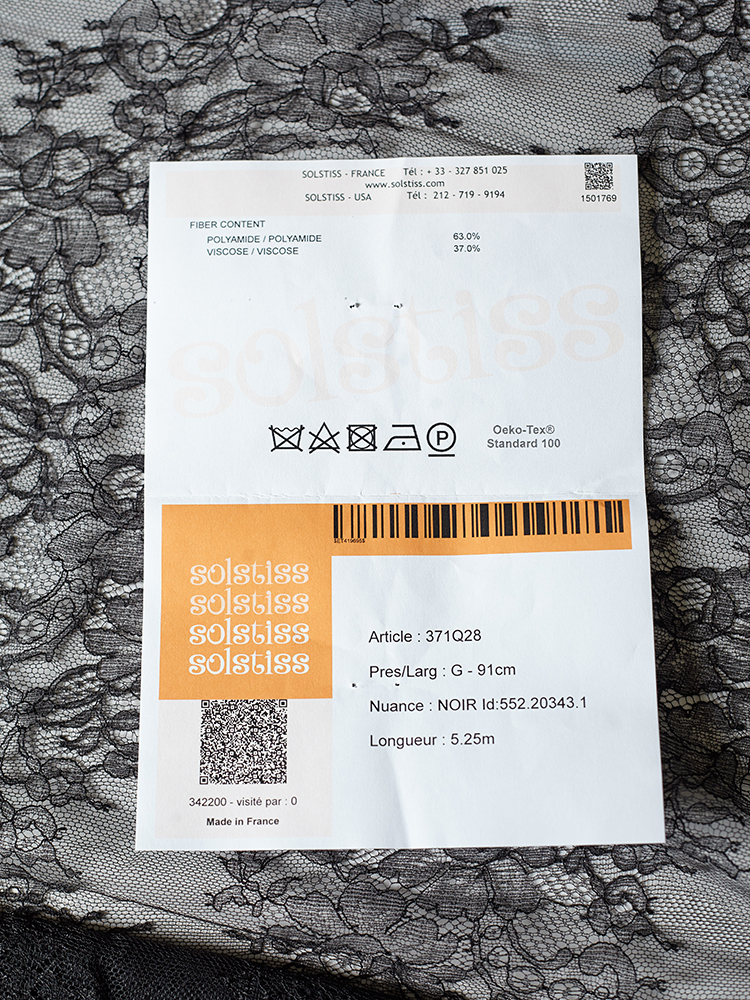 SOLSTISS - FRANCE Tél : + 33 - 327 851 025
www.solstiss.com
SOLSTISS - USA Tél : 212 - 719 - 9194
1501769
FIBER CONTENT
POLYAMIDE / POLYAMIDE 63.0%
VISCOSE / VISCOSE 37.0%
solstiss
P
Oeko-Tex®
Standard 100
solstiss
solstiss
solstiss
solstiss
Article : 371Q28
Pres/Larg : G - 91cm
Nuance : NOIR Id:552.20343.1
Longueur : 5.25m
342200 - visité par : 0
Made in France